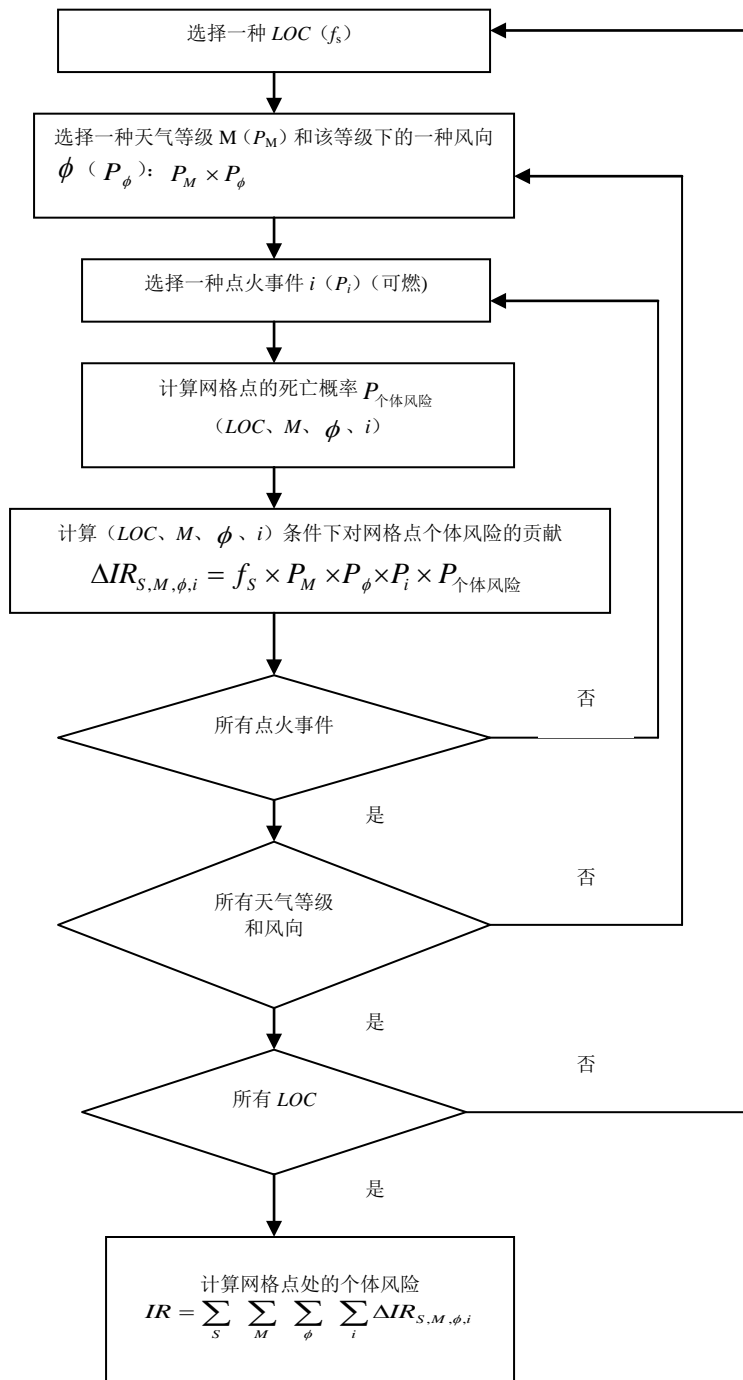 选择一种 LOC（fs）
选择一种天气等级 M（PM）和该等级下的一种风向
ϕ（Pϕ）：PM × Pϕ
选择一种点火事件 i（Pi）（可燃)
计算网格点的死亡概率 P个体风险
（LOC、M、ϕ、i）
计算（LOC、M、ϕ、i）条件下对网格点个体风险的贡献
ΔIRS,M,ϕ,i = fS × PM × Pϕ × Pi × P个体风险
所有点火事件
否
是
所有天气等级
和风向
否
是
所有 LOC
否
是
计算网格点处的个体风险
IR = ∑S ∑M ∑ϕ ∑i ΔIRS,M,ϕ,i